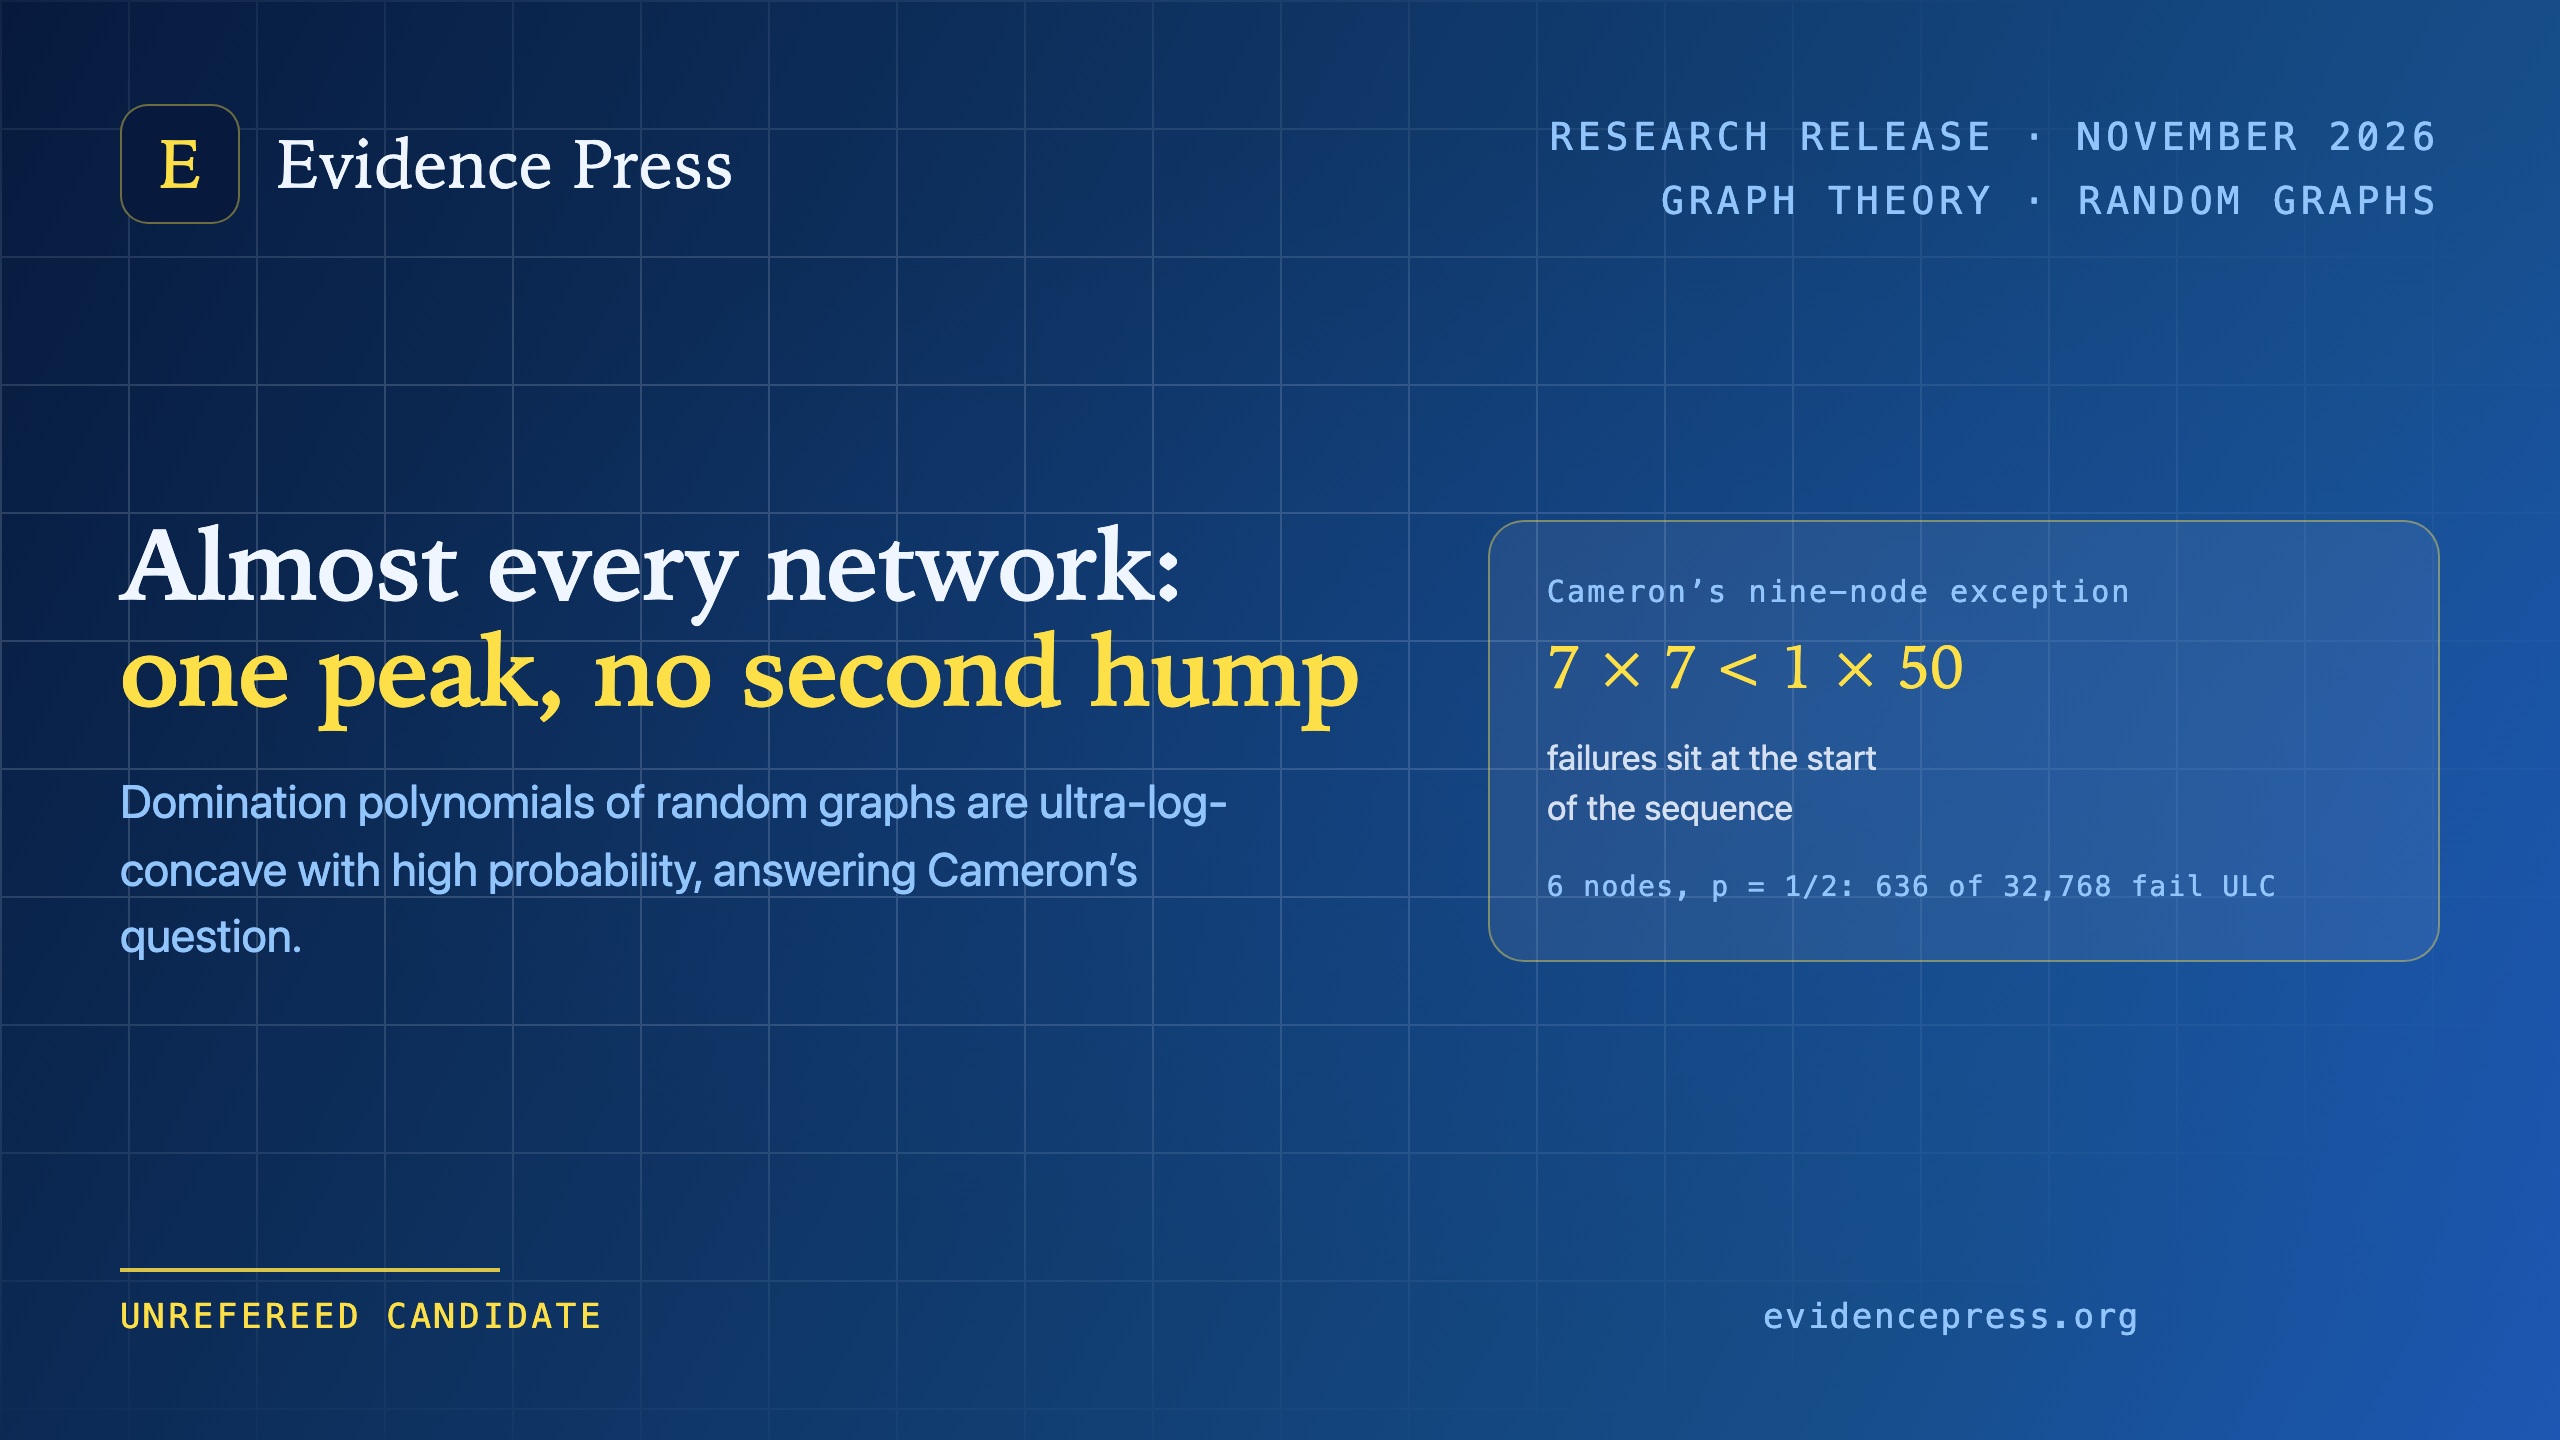 E
Evidence Press
RESEARCH RELEASE · NOVEMBER 2026
GRAPH THEORY · RANDOM GRAPHS
Almost every network:
one peak, no second hump
Domination polynomials of random graphs are ultra-log-
concave with high probability, answering Cameron’s
question.
Cameron’s nine-node exception
7 × 7 < 1 × 50
failures sit at the start
of the sequence
6 nodes, p = 1/2: 636 of 32,768 fail ULC
UNREFEREED CANDIDATE
evidencepress.org